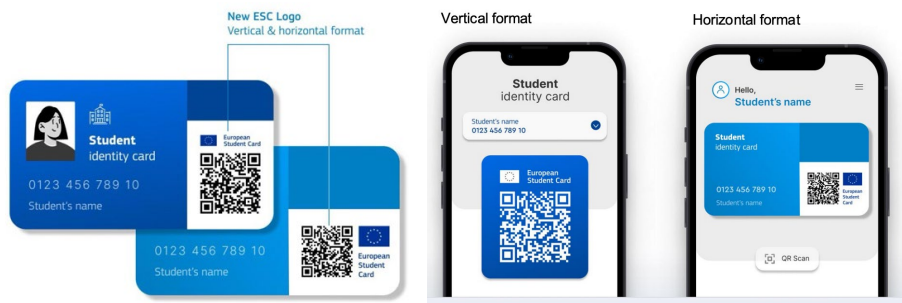 New ESC Logo
Vertical & horizontal format
Student
identity card
0123 456 789 10
Student's name
European
Student Card
0123 456 789 10
Student's name
European
Student
Card
Vertical format
Student
identity card
Student's name
0123 456 789 10
European
Student Card
Horizontal format
Hello,
Student's name
Student
identity card
0123 456 789 10
Student's name
European
Student
Card
QR Scan